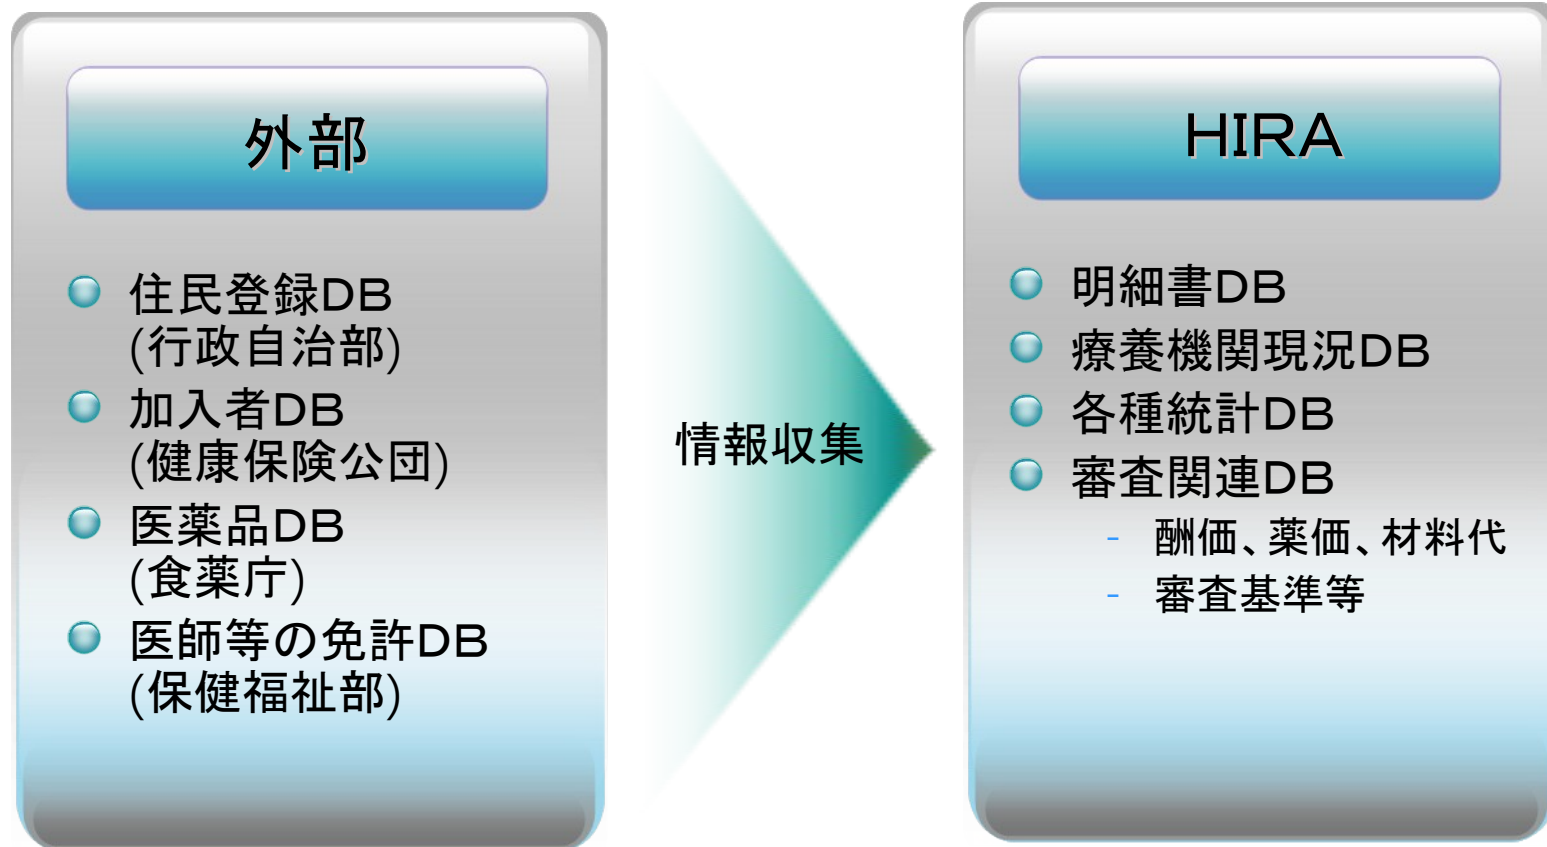 外部
住民登録DB
(行政自治部)
加入者DB
(健康保険公団)
医薬品DB
(食薬庁)
医師等の免許DB
(保健福祉部)
情報収集
HIRA
明細書DB
療養機関現況DB
各種統計DB
審査関連DB
- 酬価、薬価、材料代
- 審査基準等